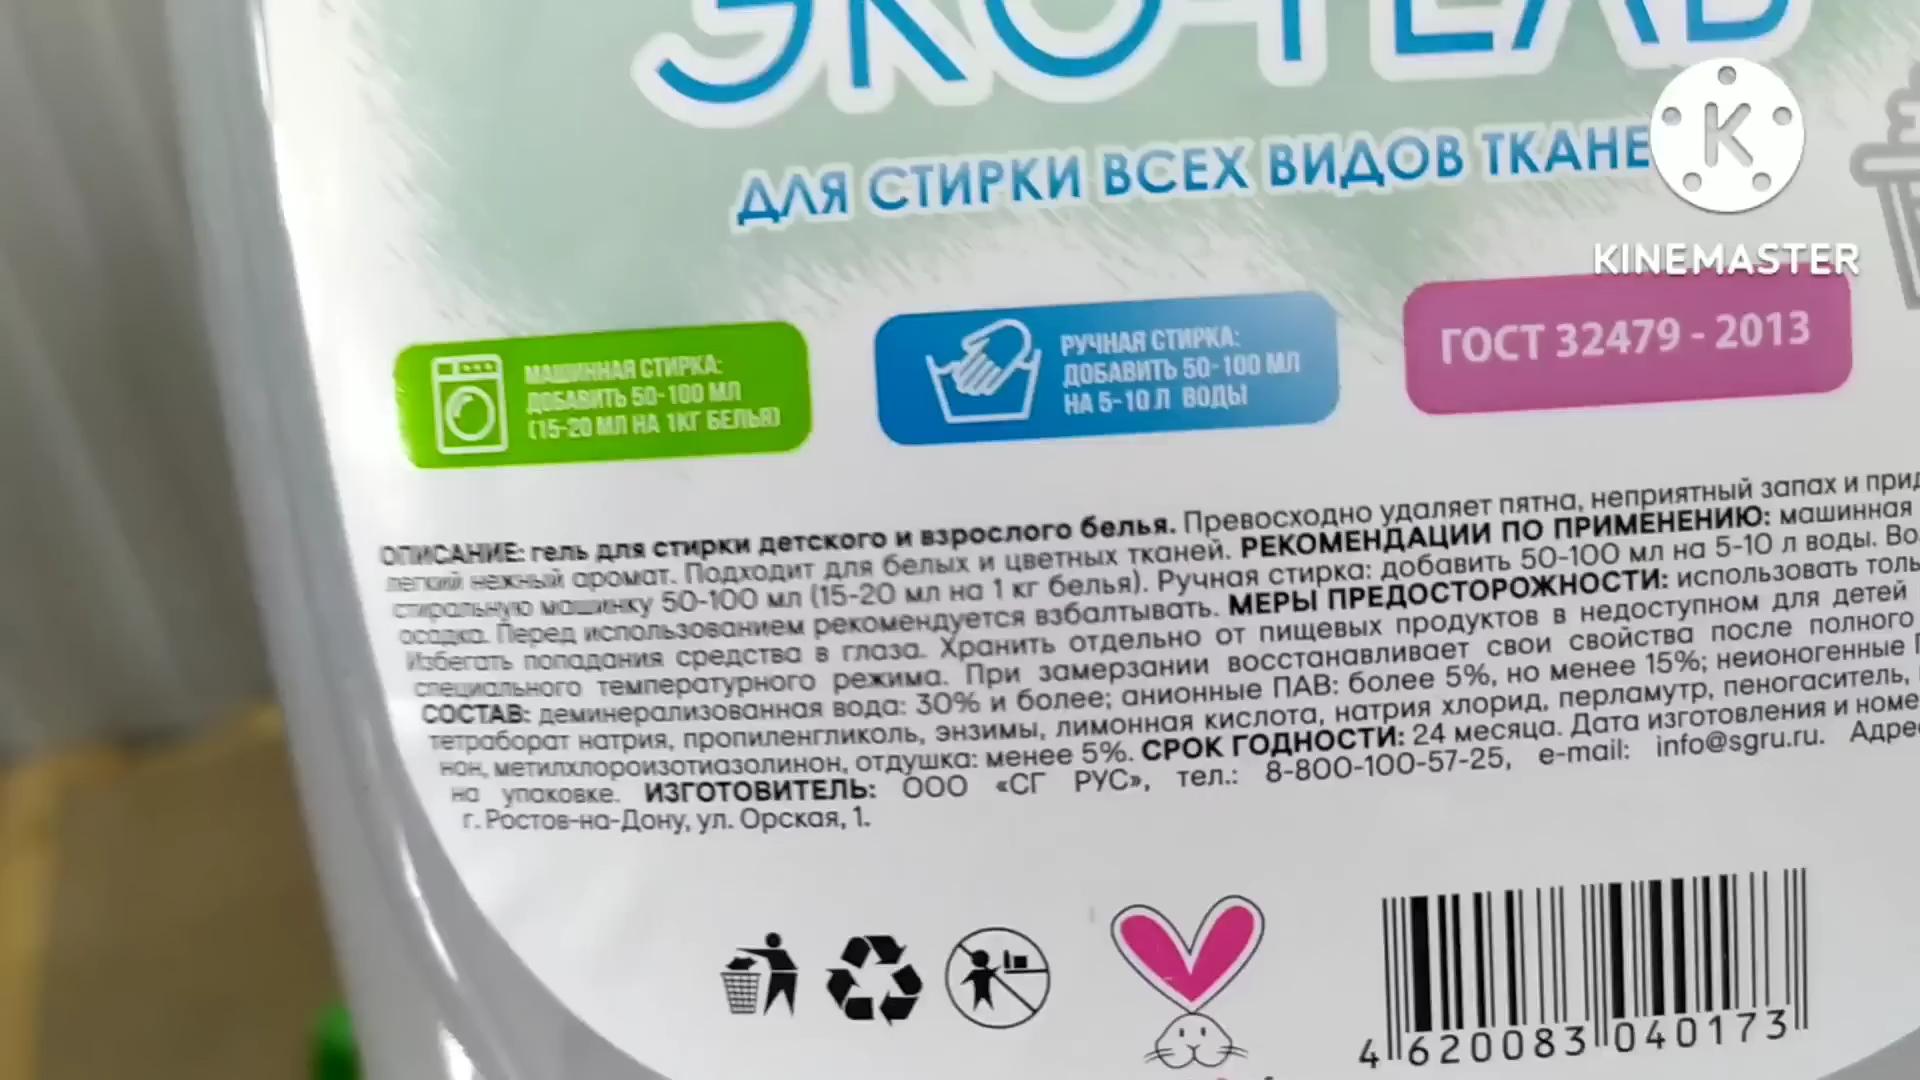 ЭКО-ГЕЛЬ
ДЛЯ СТИРКИ ВСЕХ ВИДОВ ТКАНЕ
KINEMASTER
МАШИННАЯ СТИРКА:
ДОБАВИТЬ 50-100 МЛ
(15-20 МЛ НА 1КГ БЕЛЬЯ)
РУЧНАЯ СТИРКА:
ДОБАВИТЬ 50-100 МЛ
НА 5-10 Л ВОДЫ
ГОСТ 32479 - 2013
ОПИСАНИЕ: гель для стирки детского и взрослого белья. Превосходно удаляет пятна, неприятный запах и прид
легкий нежный аромат. Подходит для белых и цветных тканей. РЕКОМЕНДАЦИИ ПО ПРИМЕНЕНИЮ: машинная
стиральную машинку 50-100 мл (15-20 мл на 1 кг белья). Ручная стирка: добавить 50-100 мл на 5-10 л воды. Во
осадка. Перед использованием рекомендуется взбалтывать. МЕРЫ ПРЕДОСТОРОЖНОСТИ: использовать толь
Избегать попадания средства в глаза. Хранить отдельно от пищевых продуктов в недоступном для детей
специального температурного режима. При замерзании восстанавливает свои свойства после полного
СОСТАВ: деминерализованная вода: 30% и более; анионные ПАВ: более 5%, но менее 15%; неионогенные
тетраборат натрия, пропиленгликоль, энзимы, лимонная кислота, натрия хлорид, перламутр, пеногаситель,
нон, метилхлороизотиазолинон, отдушка: менее 5%. СРОК ГОДНОСТИ: 24 месяца. Дата изготовления и номе
на упаковке. ИЗГОТОВИТЕЛЬ: ООО «СГ РУС», тел.: 8-800-100-57-25, e-mail: info@sgru.ru. Адрес
г. Ростов-на-Дону, ул. Орская, 1.
4 620083 040173